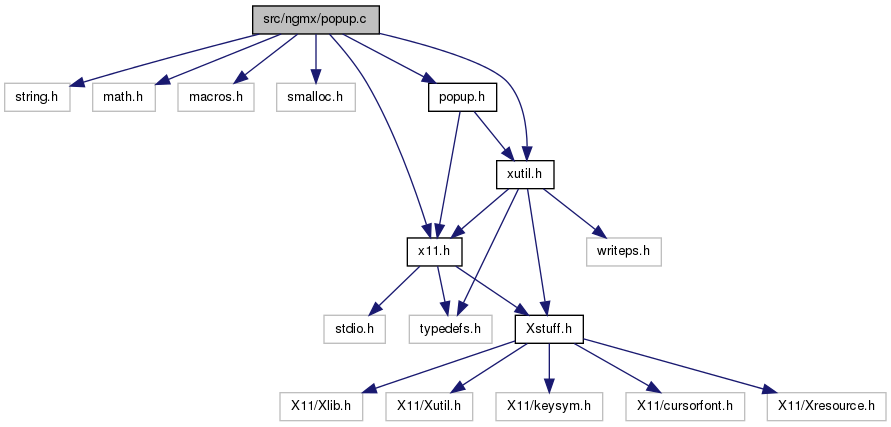 src/ngmx/popup.c
string.h
math.h
macros.h
smalloc.h
popup.h
xutil.h
x11.h
writeps.h
stdio.h
typedefs.h
Xstuff.h
X11/Xlib.h
X11/Xutil.h
X11/keysym.h
X11/cursorfont.h
X11/Xresource.h